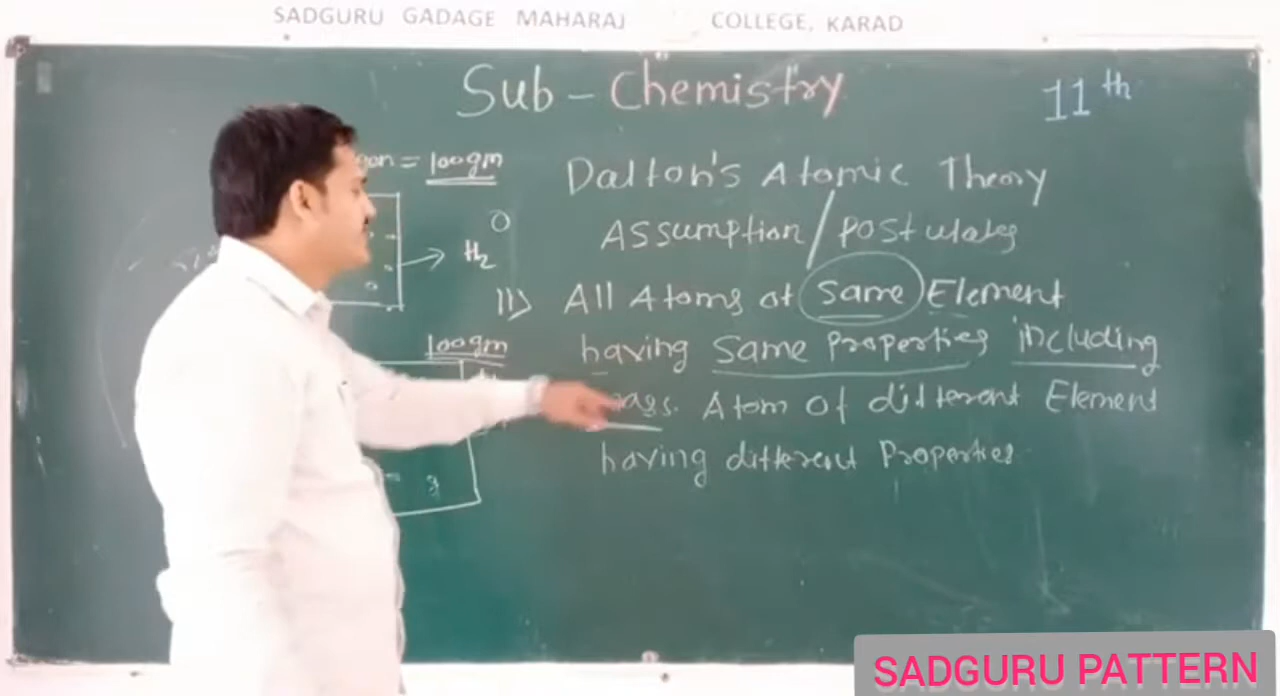 SADGURU GADAGE MAHARAJ COLLEGE, KARAD
Sub - Chemistry
11th
= 100gm
100gm
Dalton's Atomic Theory
Assumption / Postulates
II) All Atoms of same Element
having same Properties including
mass. Atom of different Element
having different Properties
SADGURU PATTERN